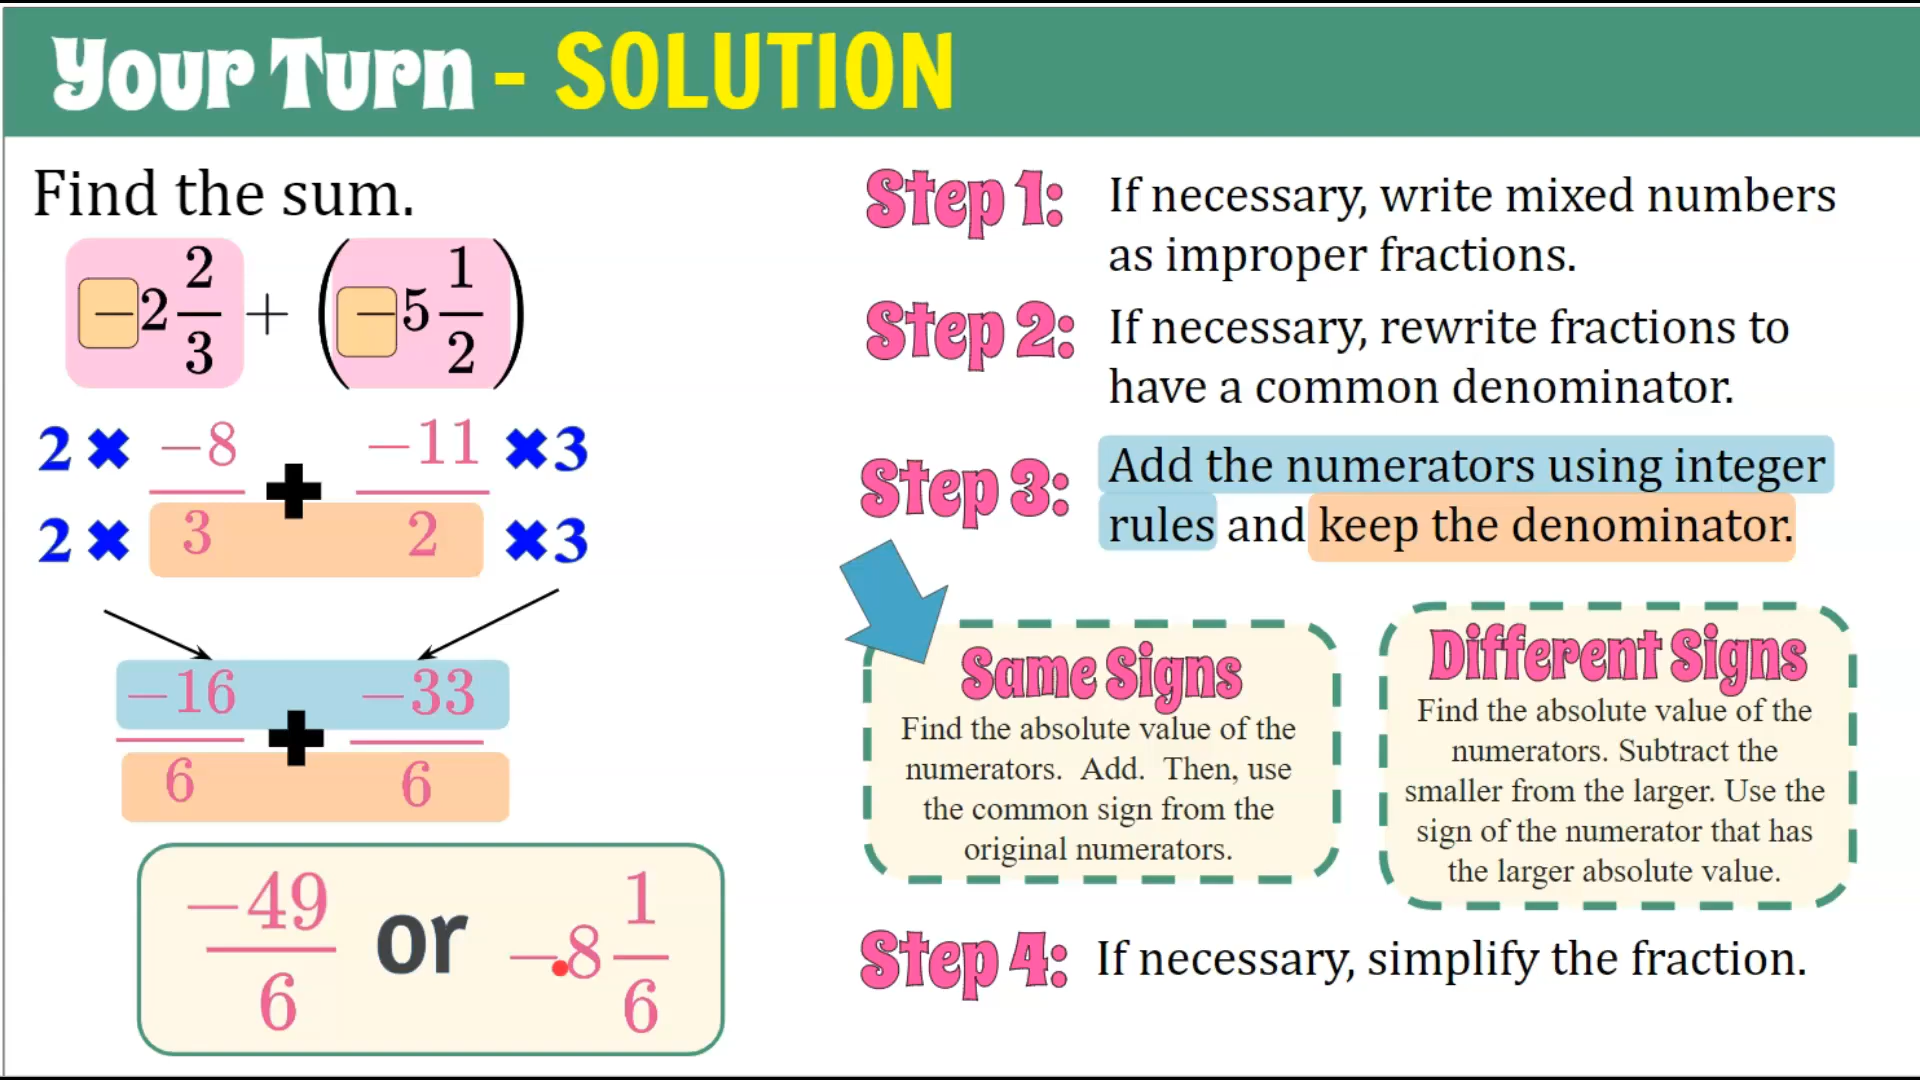 Your Turn - SOLUTION
Find the sum.
−2 2/3 + (−5 1/2)
2 × −8/3 × 2 + −11/2 ×3 ×3
−16/6 + −33/6
−49/6 or −8 1/6
Step 1: If necessary, write mixed numbers
as improper fractions.
Step 2: If necessary, rewrite fractions to
have a common denominator.
Step 3: Add the numerators using integer
rules and keep the denominator.
Same Signs
Find the absolute value of the
numerators. Add. Then, use
the common sign from the
original numerators.
Different Signs
Find the absolute value of the
numerators. Subtract the
smaller from the larger. Use the
sign of the numerator that has
the larger absolute value.
Step 4: If necessary, simplify the fraction.